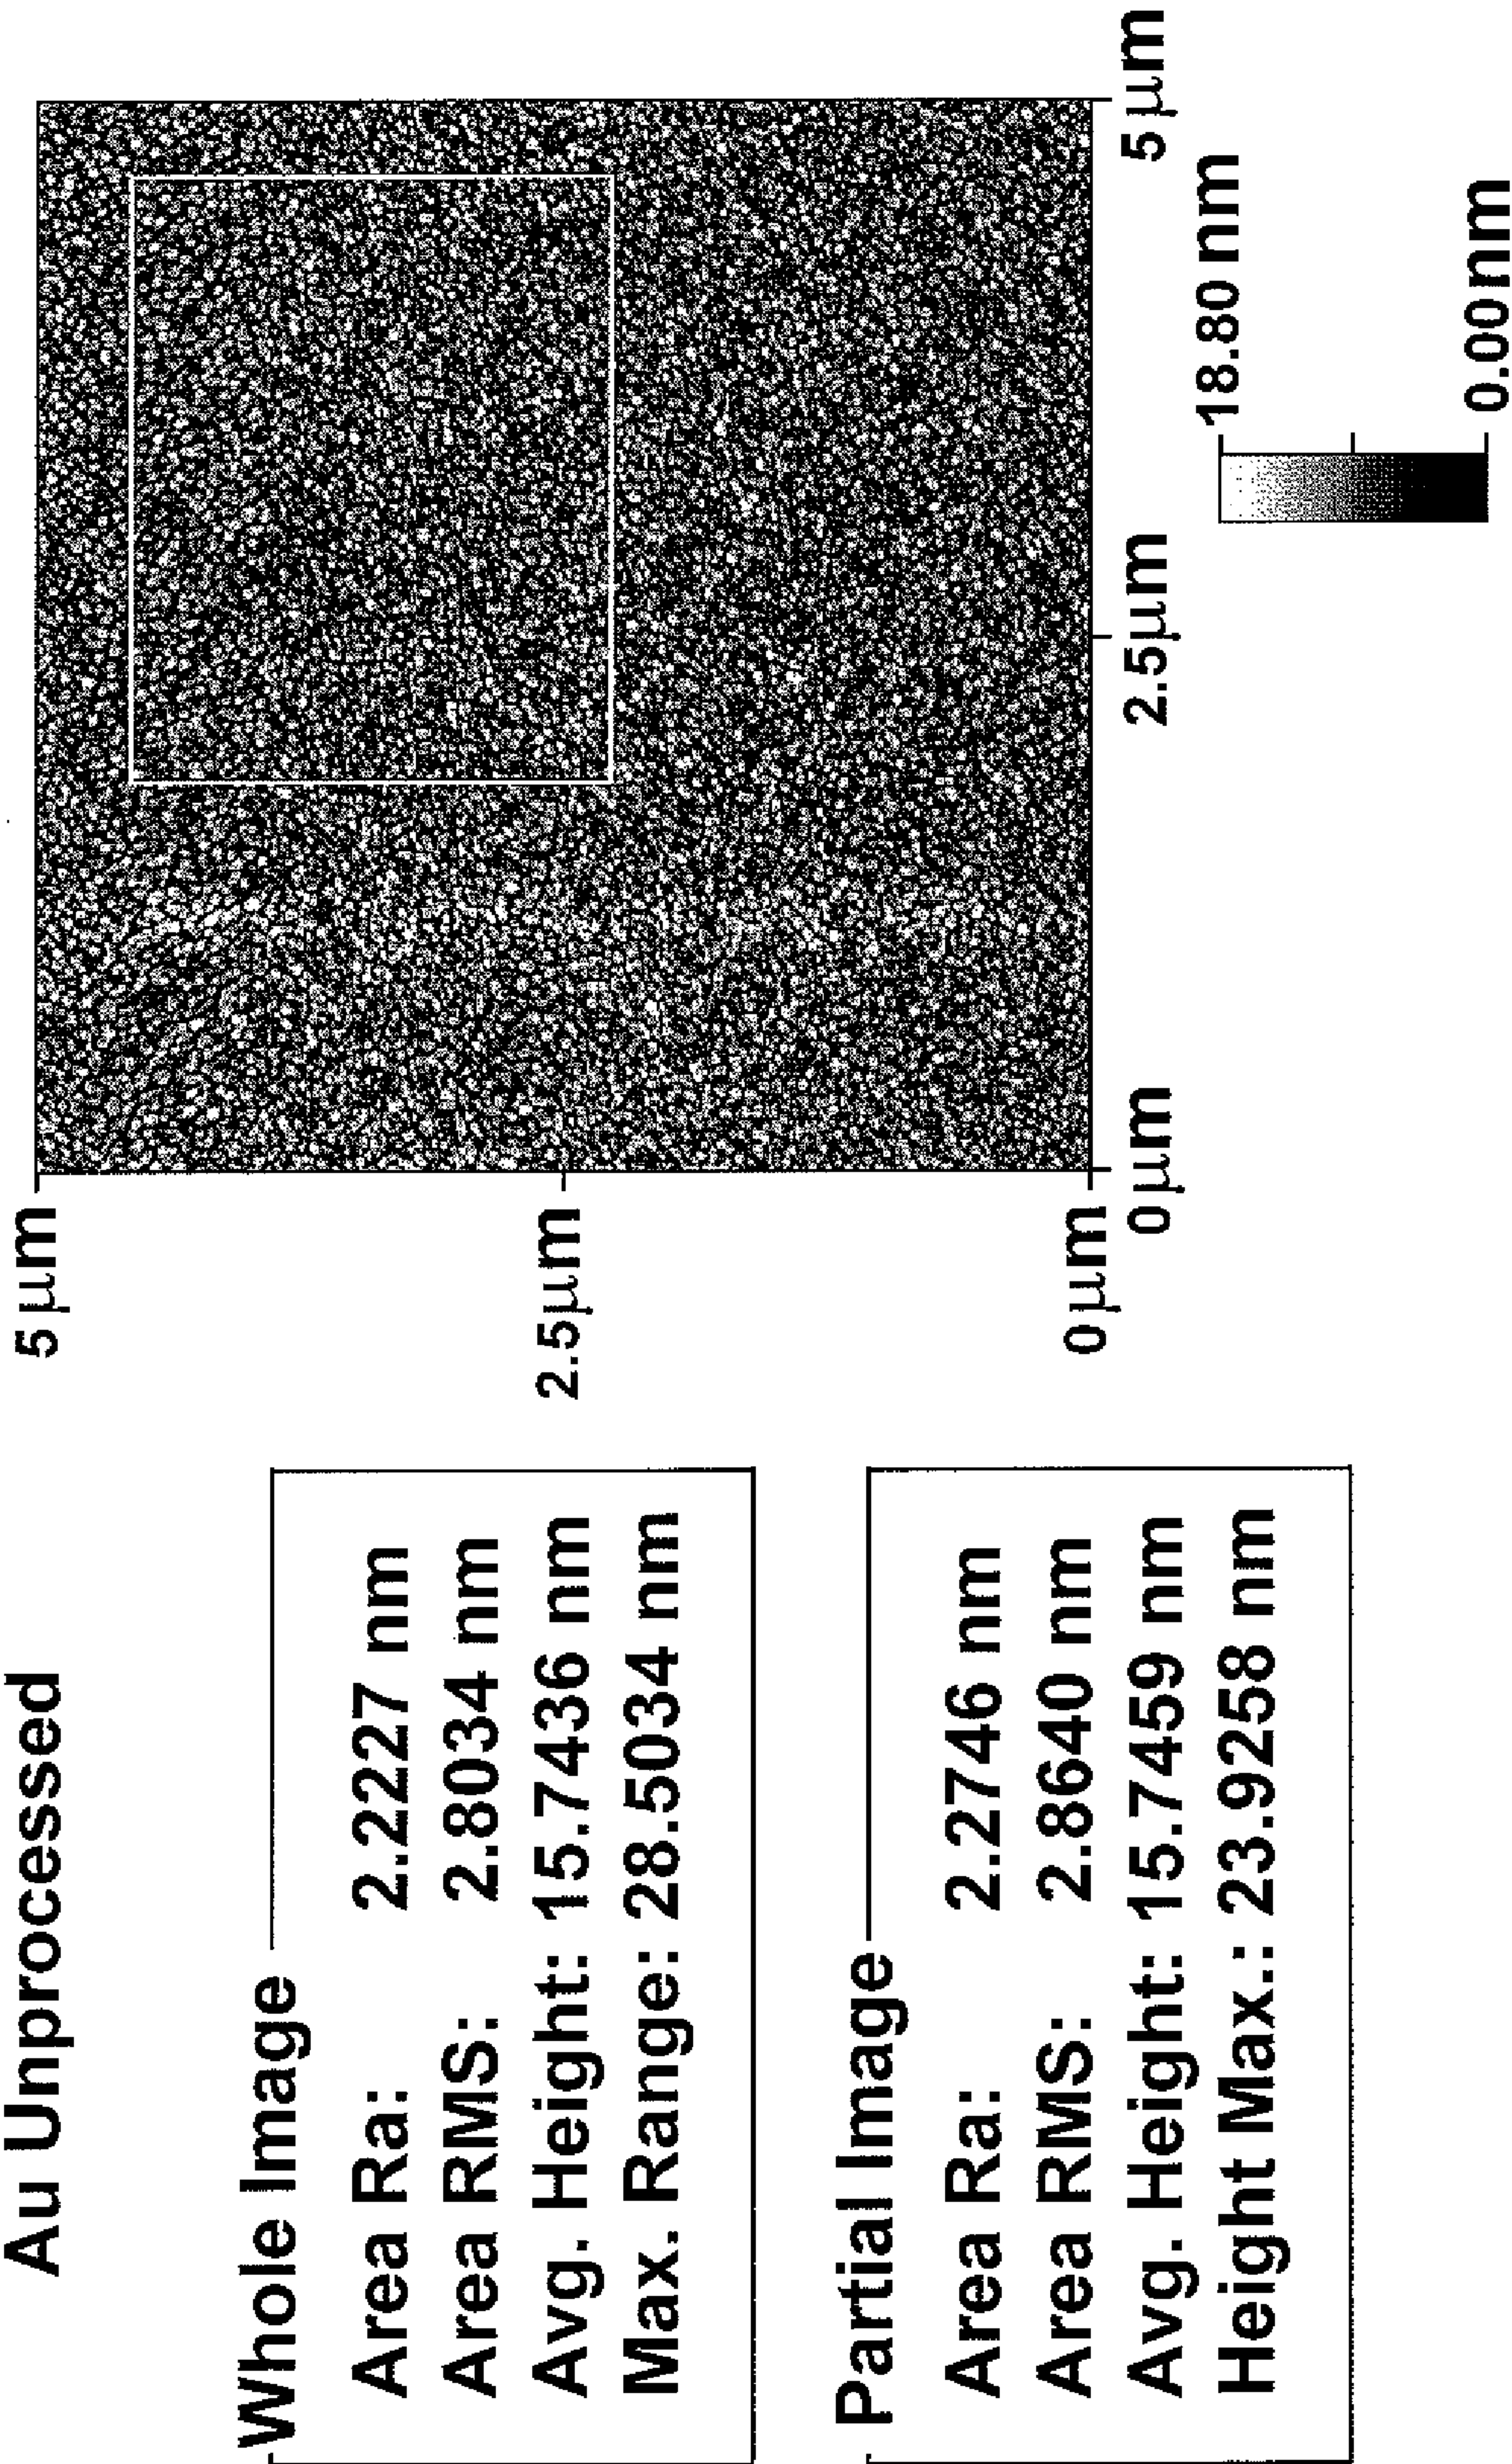 Au Unprocessed
Whole Image
Area Ra: 2.2227 nm
Area RMS: 2.8034 nm
Avg. Height: 15.7436 nm
Max. Range: 28.5034 nm
Partial Image
Area Ra: 2.2746 nm
Area RMS: 2.8640 nm
Avg. Height: 15.7459 nm
Height Max.: 23.9258 nm
5 μm
2.5μm
0 μm
0 μm
2.5μm
5 μm
18.80 nm
0.00nm